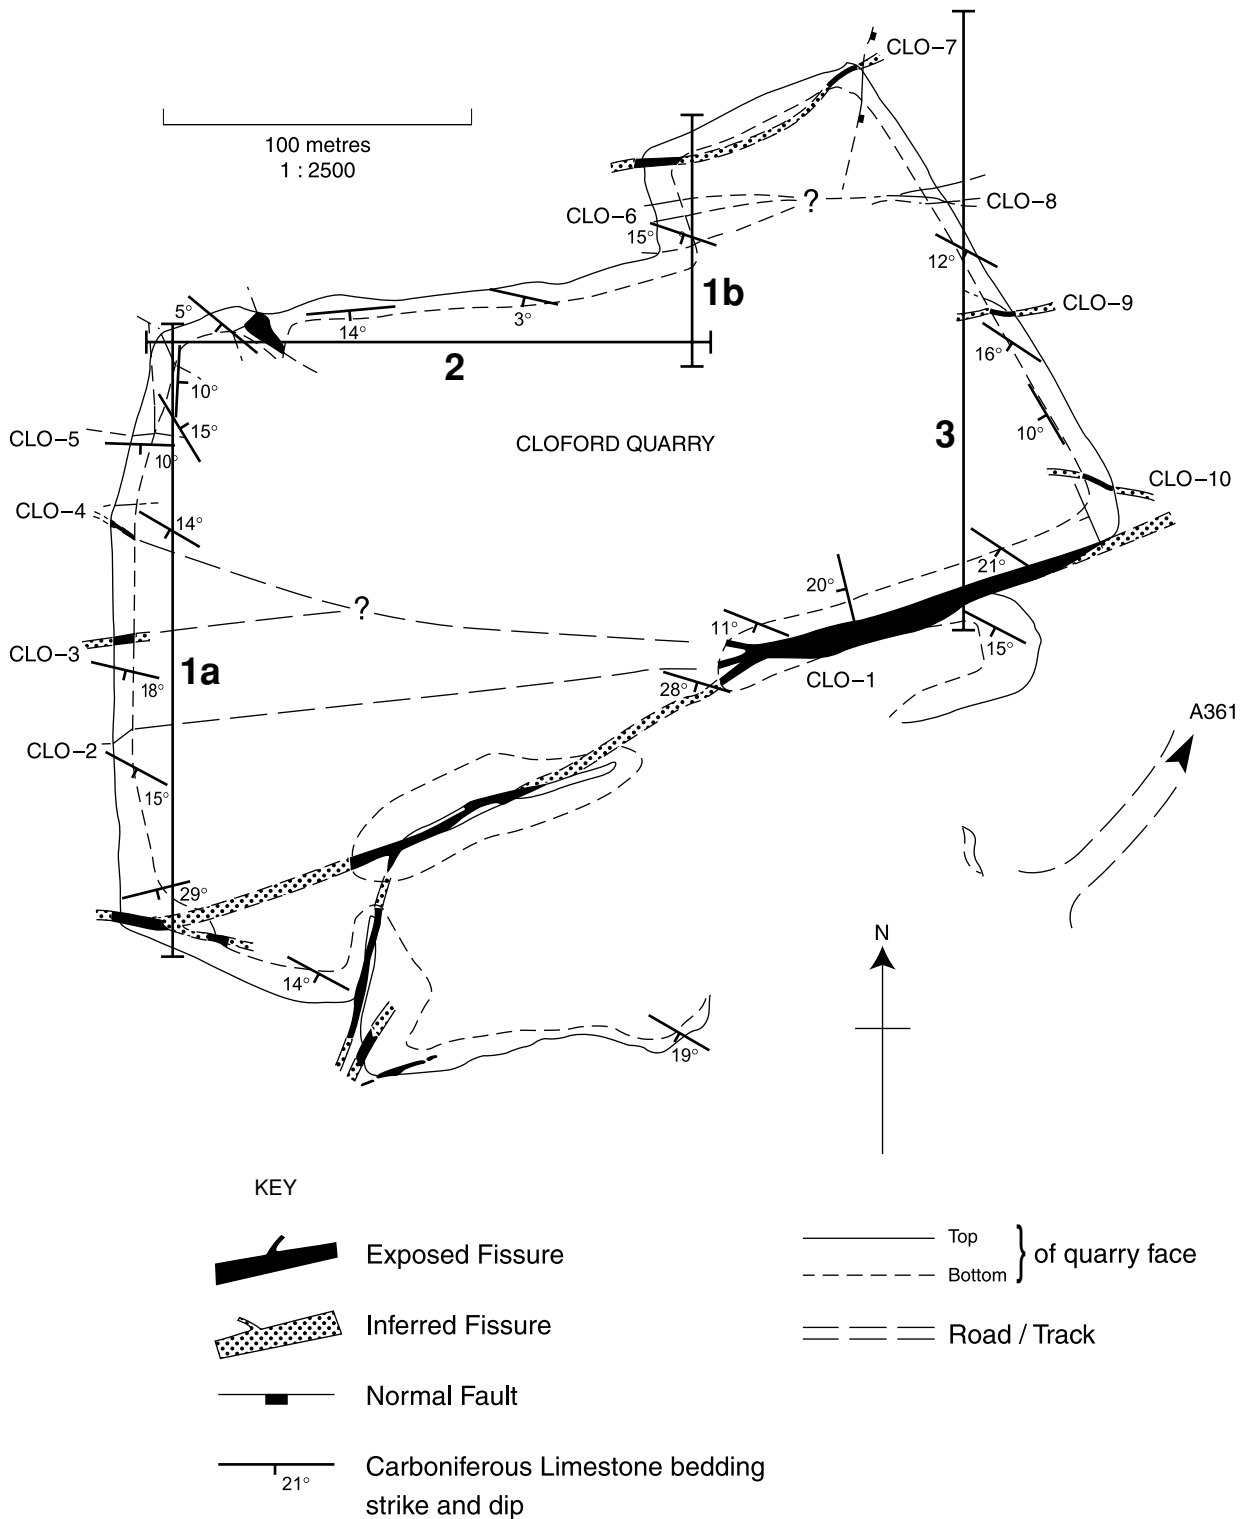 CLO–7
100 metres
1 : 2500
CLO–6
?
CLO–8
15°
12°
1b
5°
14°
3°
CLO–9
2
16°
10°
15°
3
10°
CLO–5
10°
CLOFORD QUARRY
CLO–10
CLO–4
14°
21°
20°
?
11°
15°
CLO–3
18°
1a
28°
CLO–1
A361
CLO–2
15°
29°
N
14°
19°
KEY
Exposed Fissure
Inferred Fissure
Normal Fault
21°
Carboniferous Limestone bedding
strike and dip
Top
Bottom
} of quarry face
Road / Track